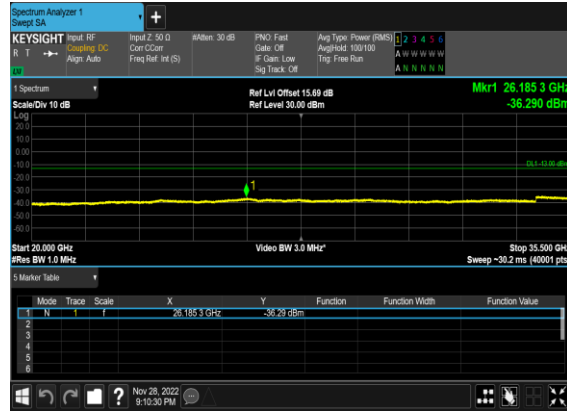 Spectrum Analyzer 1
Swept SA
+
KEYSIGHT Input: RF Input Z: 50 Ω #Atten: 30 dB PNO: Fast Avg Type: Power (RMS) 1 2 3 4 5 6
R T Coupling: DC Corr CCorr Gate: Off Avg|Hold: 100/100 A W W W W W
Align: Auto Freq Ref: Int (S) IF Gain: Low Trig: Free Run
Sig Track: Off A N N N N N
1 Spectrum Ref Lvl Offset 15.69 dB Mkr1 26.185 3 GHz
Scale/Div 10 dB Ref Level 30.00 dBm -36.290 dBm
Log
20.0
10.0
0.00
-10.0 DL1 -13.00 dBm
-20.0
-30.0 1
-40.0
-50.0
-60.0
Start 20.000 GHz Video BW 3.0 MHz* Stop 35.500 GHz
#Res BW 1.0 MHz Sweep ~30.2 ms (40001 pts)
5 Marker Table
Mode Trace Scale X Y Function Function Width Function Value
1 N 1 f 26.185 3 GHz -36.29 dBm
2
3
4
5
6
? Nov 28, 2022
9:10:30 PM